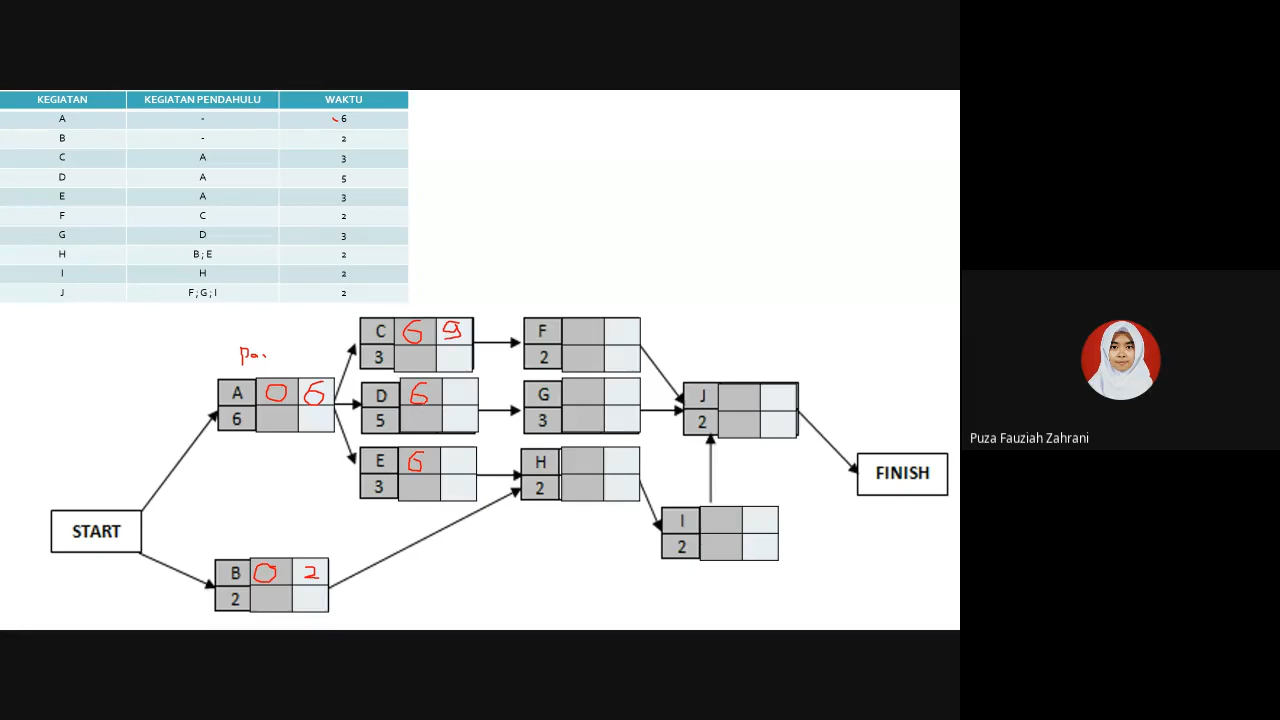 KEGIATAN KEGIATAN PENDAHULU WAKTU
A - 6
B - 2
C A 3
D A 5
E A 3
F C 2
G D 3
H B ; E 2
I H 2
J F ; G ; I 2
C 6 9 F
3 2
A 0 6
6
D 6 G J
5 3 2
E 6 H
3 2
FINISH
START
I
2
B 0 2
2
Puza Fauziah Zahrani